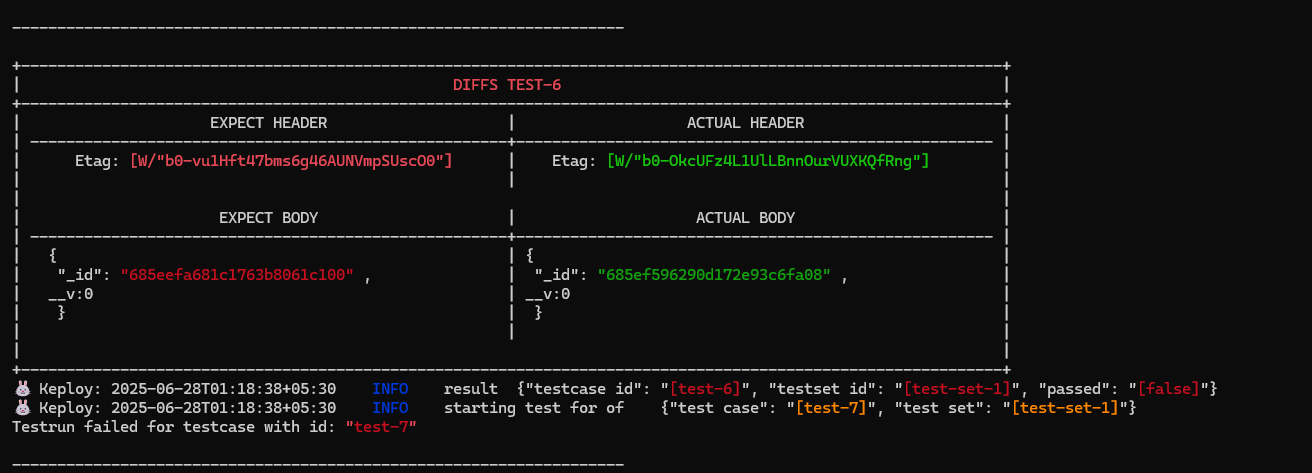 DIFFS TEST-6
EXPECT HEADER | ACTUAL HEADER
Etag: [W/"b0-vu1Hft47bms6g46AUNVmpSUscO0"] | Etag: [W/"b0-OkcUFz4L1UlLBnnOurVUXKQfRng"]
EXPECT BODY | ACTUAL BODY
{ | {
"_id": "685eefa681c1763b8061c100" , | "_id": "685ef596290d172e93c6fa08" ,
__v:0 | __v:0
} | }
🐰 Keploy: 2025-06-28T01:18:38+05:30 INFO result {"testcase id": "[test-6]", "testset id": "[test-set-1]", "passed": "[false]"}
🐰 Keploy: 2025-06-28T01:18:38+05:30 INFO starting test for of {"test case": "[test-7]", "test set": "[test-set-1]"}
Testrun failed for testcase with id: "test-7"